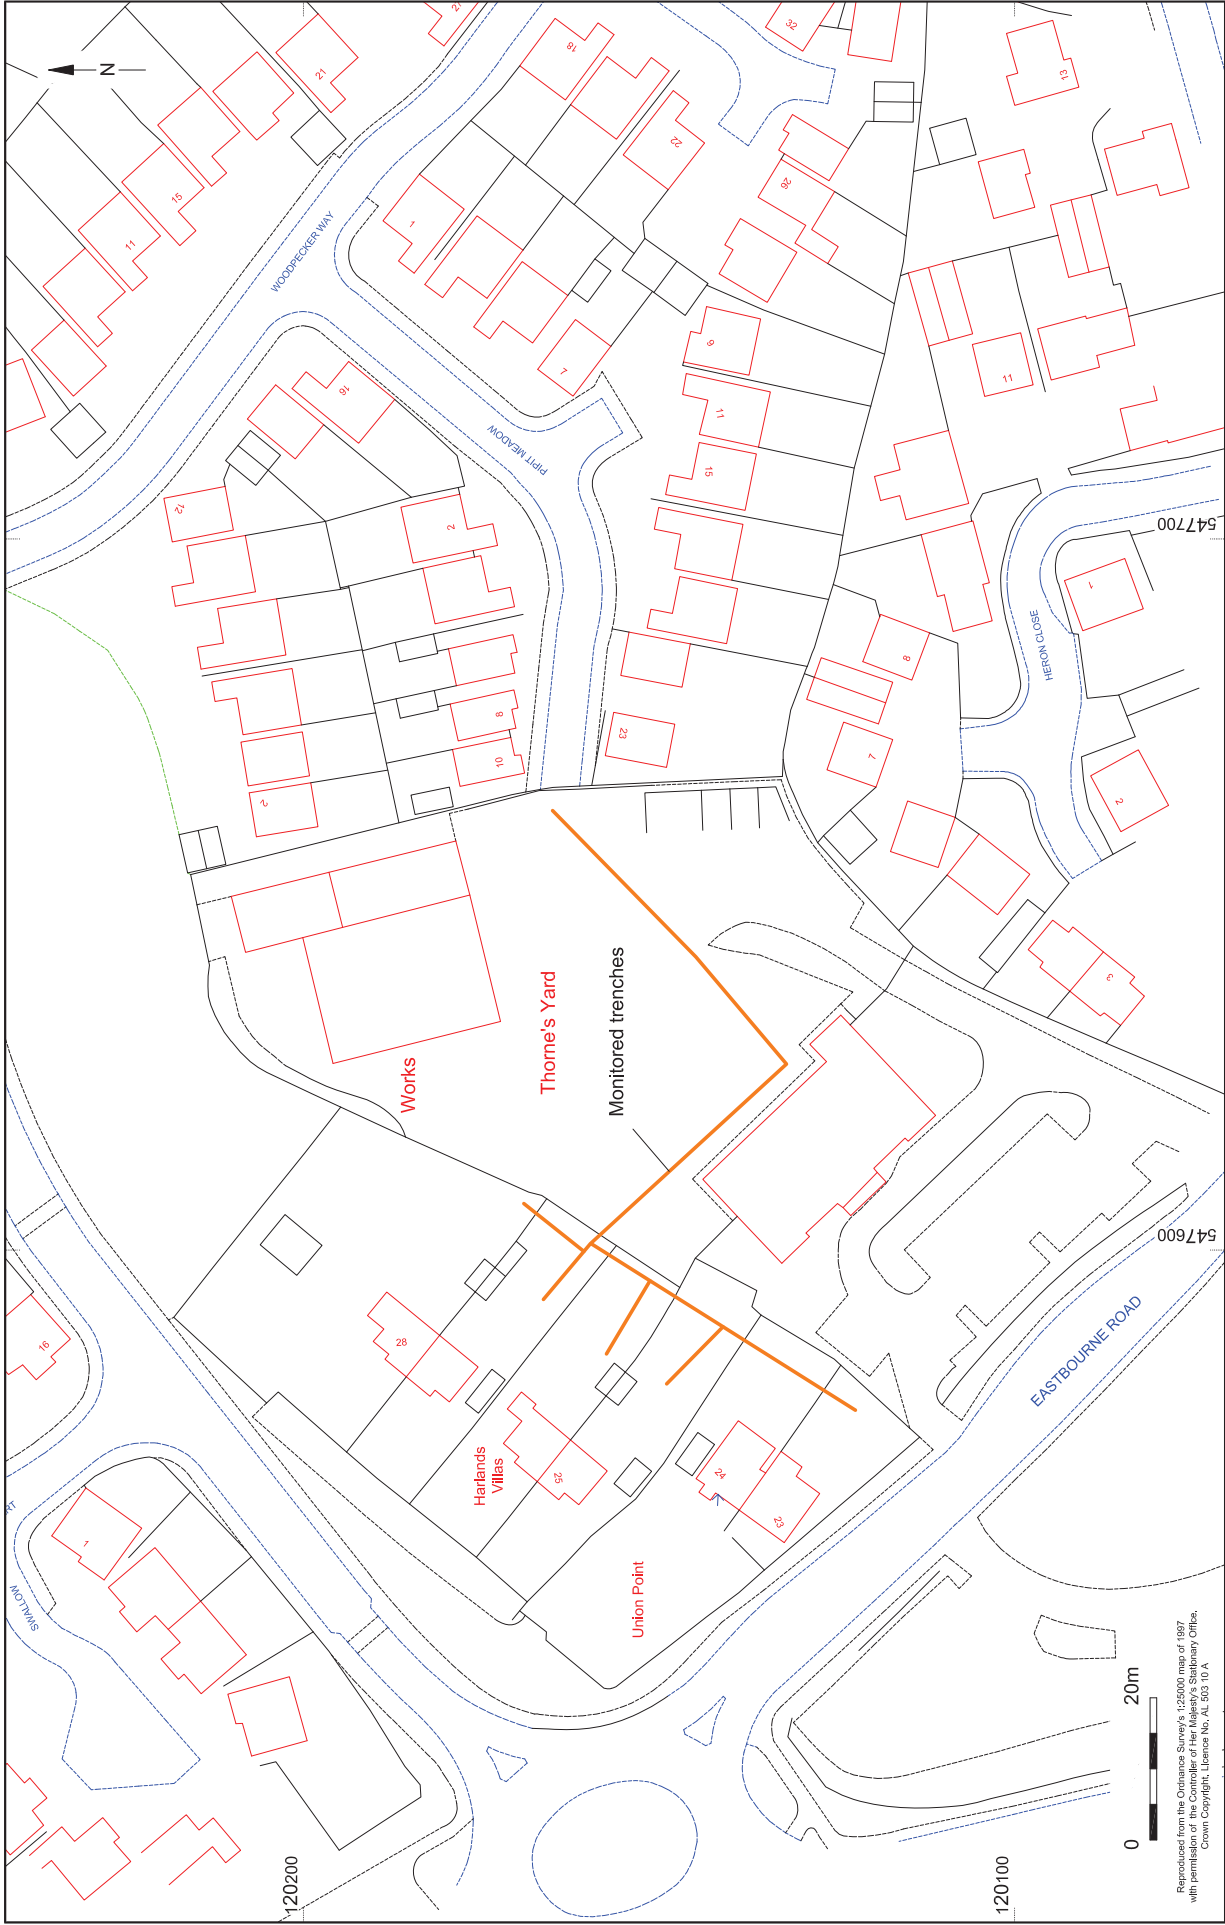 N
21
27
18
32
13
15
11
1
22
26
WOODPECKER WAY
16
7
9
11
11
12
PIPIT MEADOW
15
2
547700
1
HERON CLOSE
8
23
8
7
2
10
2
3
Works
Thorne's Yard
Monitored trenches
547600
16
28
EASTBOURNE ROAD
Harlands
Villas
25
24
23
1
SWALLOW
Union Point
20m
0
120200
120100
Reproduced from the Ordnance Survey's 1:25000 map of 1997
with permission of the Controller of Her Majesty's Stationary Office.
Crown Copyright. Licence No. AL 503 10 A